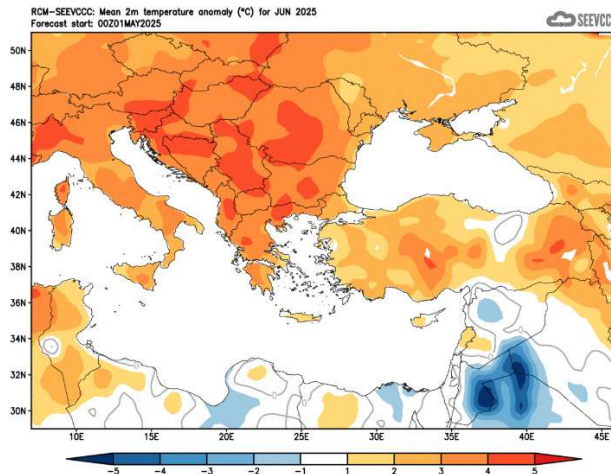 RCM-SEEVCCC: Mean 2m temperature anomaly (°C) for JUN 2025
Forecast start: 00Z01MAY2025
SEEVCCC
50N
48N
46N
44N
42N
40N
38N
36N
34N
32N
30N
10E 15E 20E 25E 30E 35E 40E 45E
-5 -4 -3 -2 -1 1 2 3 4 5